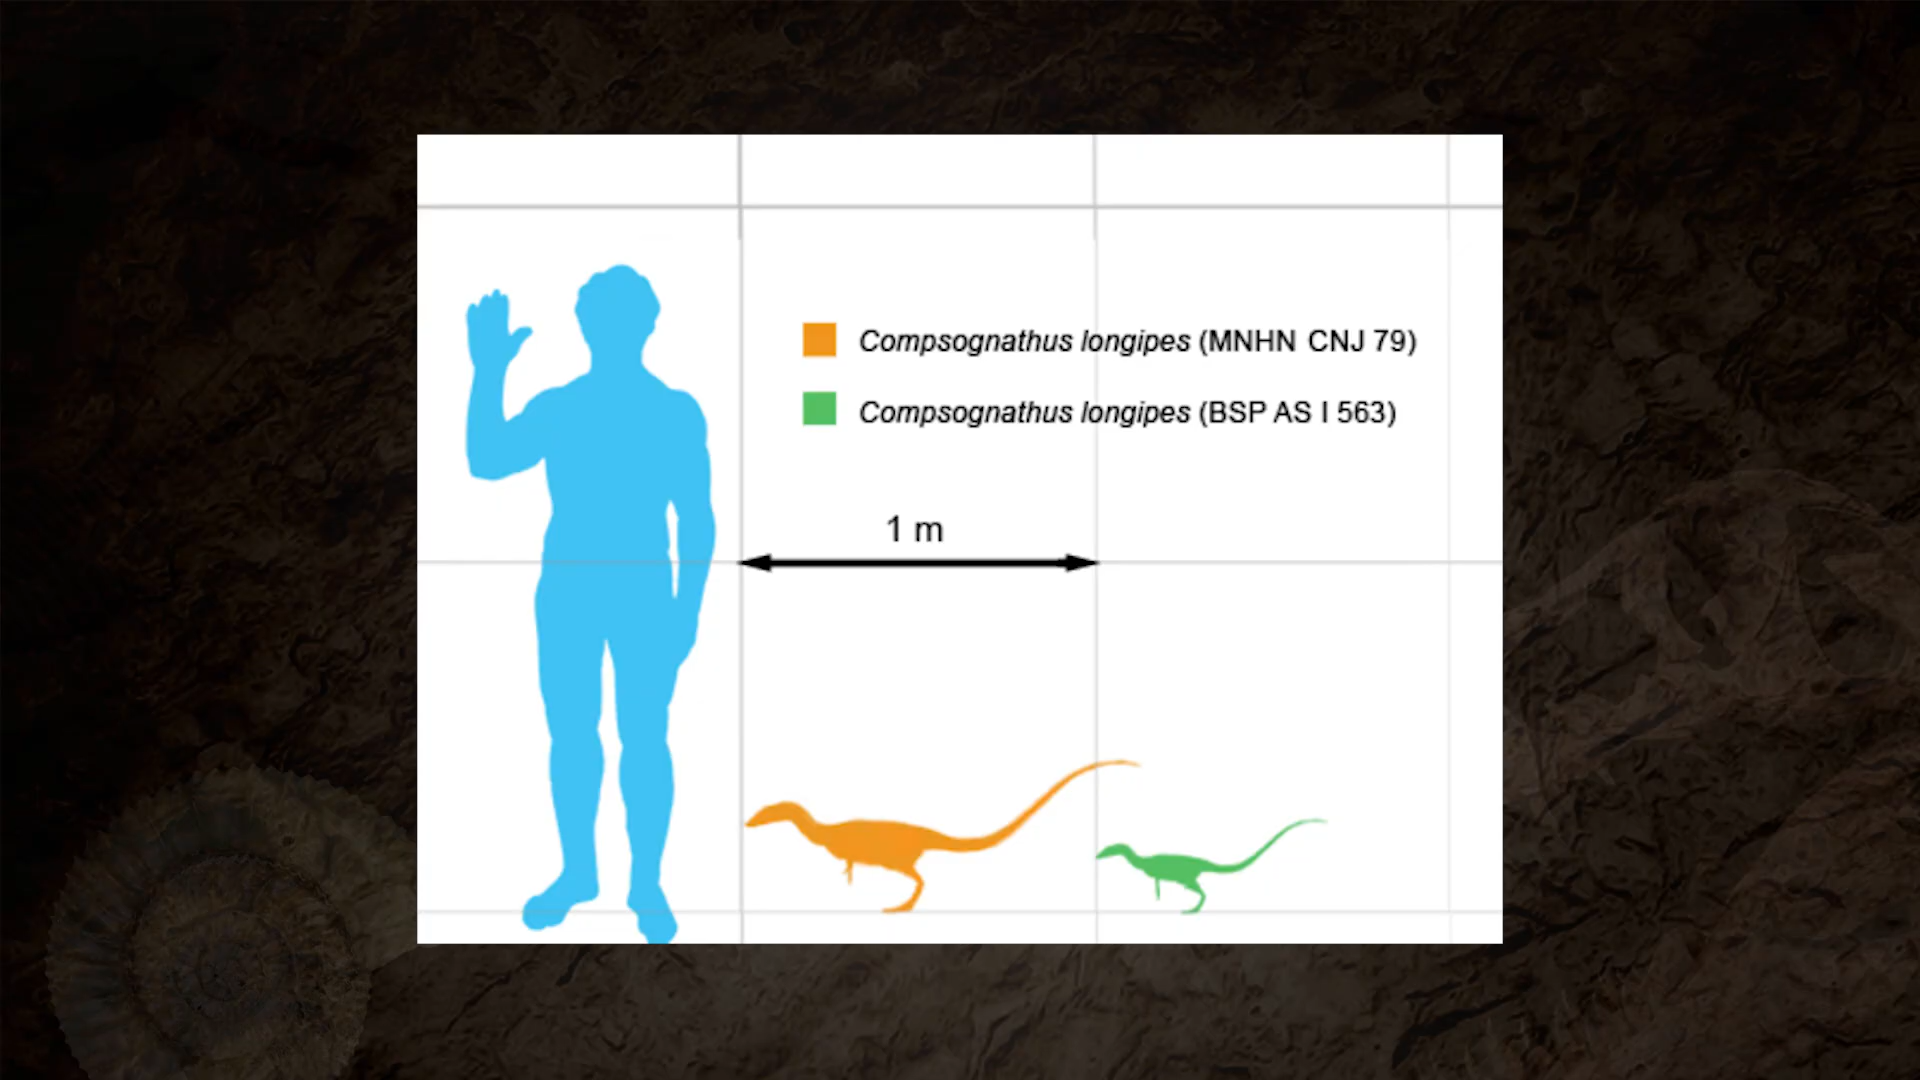 Compsognathus longipes (MNHN CNJ 79)
Compsognathus longipes (BSP AS I 563)
1 m